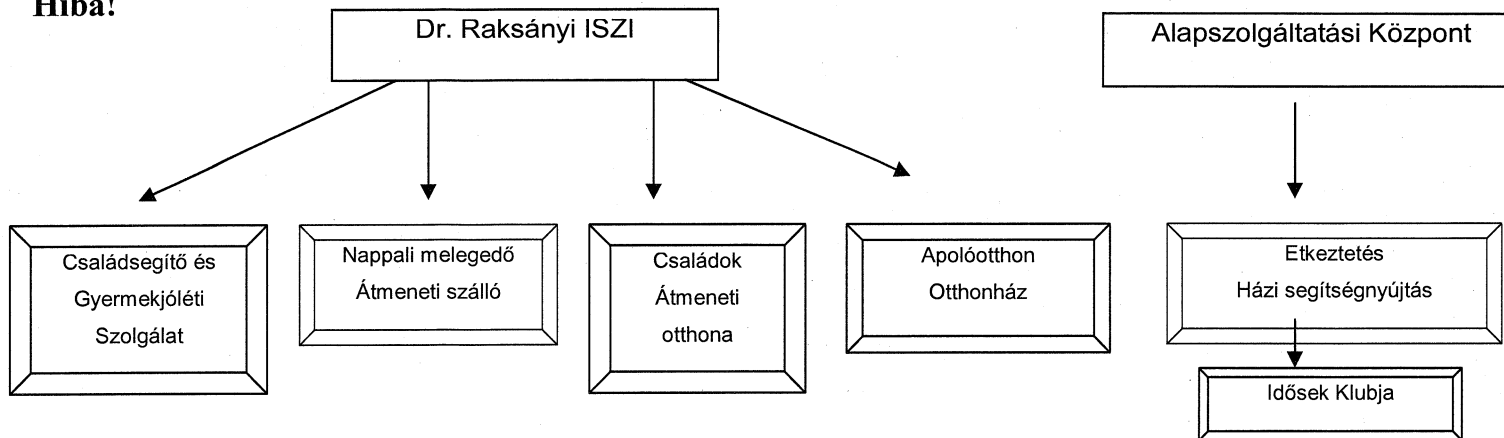 Hiba!
Dr. Raksányi ISZI
Alapszolgáltatási Központ
Családsegítő és
Gyermekjóléti
Szolgálat
Nappali melegedő
Átmeneti szálló
Családok
Átmeneti
otthona
Apolóotthon
Otthonház
Etkeztetés
Házi segítségnyújtás
Idősek Klubja